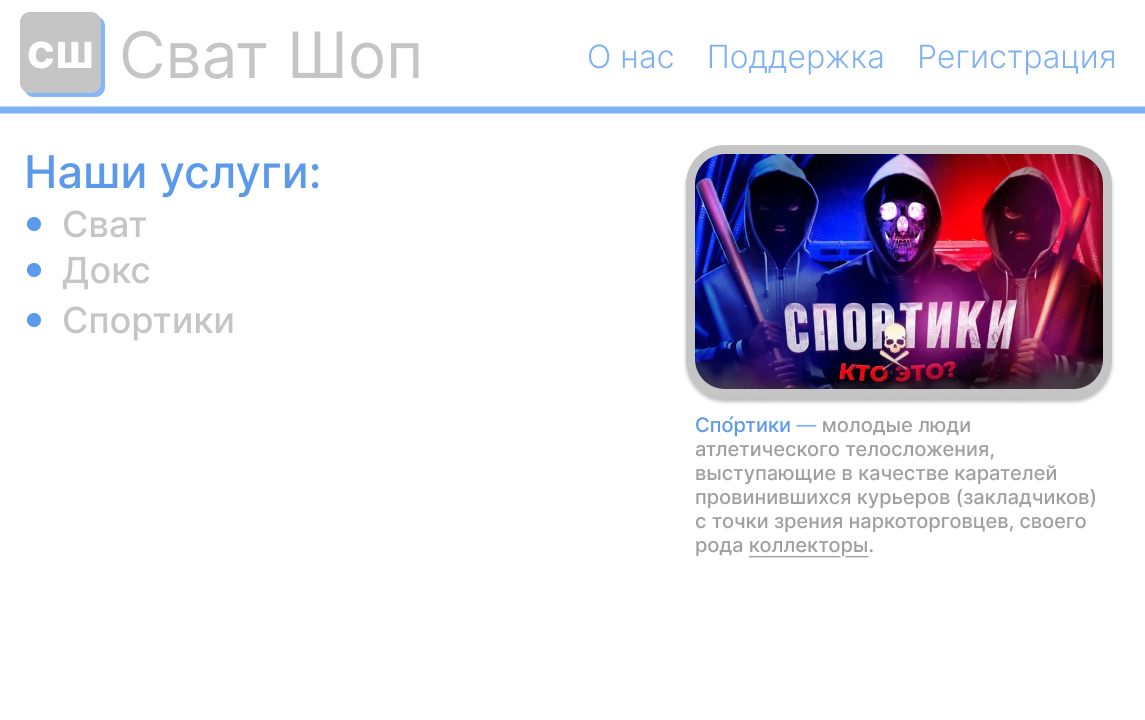 СШ Сват Шоп
О нас Поддержка Регистрация
Наши услуги:
Сват
Докс
Спортики
СПОРТИКИ
КТО ЭТО?
Спо́ртики — молодые люди
атлетического телосложения,
выступающие в качестве карателей
провинившихся курьеров (закладчиков)
с точки зрения наркоторговцев, своего
рода коллекторы.